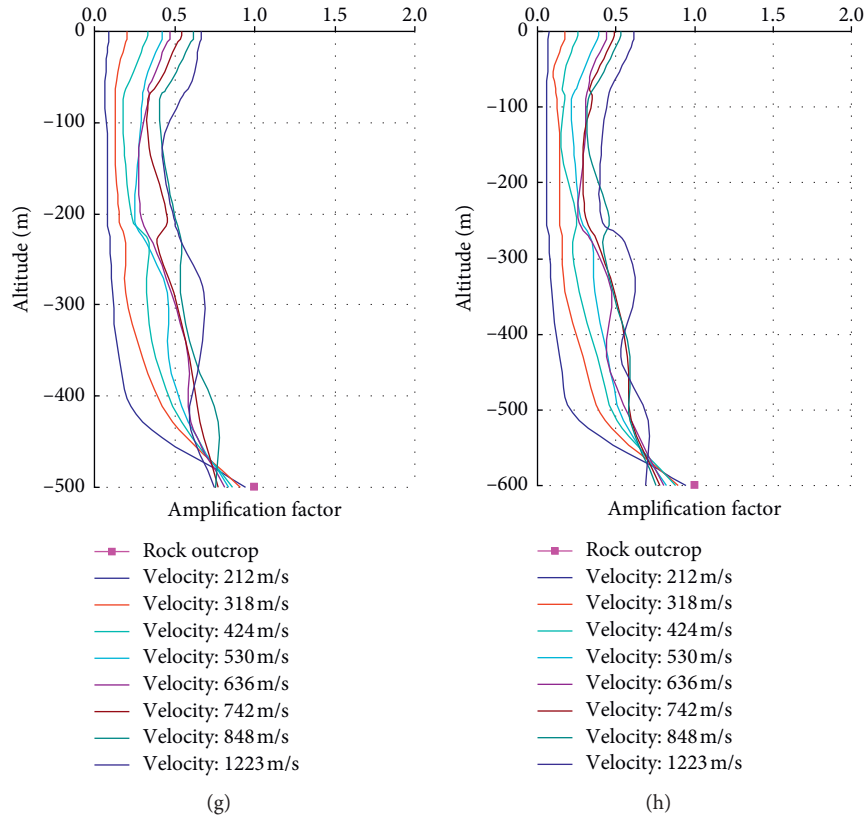 0.0 0.5 1.0 1.5 2.0
0
−100
−200
−300
−400
−500
Altitude (m)
Amplification factor
Rock outcrop
Velocity: 212 m/s
Velocity: 318 m/s
Velocity: 424 m/s
Velocity: 530 m/s
Velocity: 636 m/s
Velocity: 742 m/s
Velocity: 848 m/s
Velocity: 1223 m/s
(g)
0.0 0.5 1.0 1.5 2.0
0
−100
−200
−300
−400
−500
−600
Altitude (m)
Amplification factor
Rock outcrop
Velocity: 212 m/s
Velocity: 318 m/s
Velocity: 424 m/s
Velocity: 530 m/s
Velocity: 636 m/s
Velocity: 742 m/s
Velocity: 848 m/s
Velocity: 1223 m/s
(h)